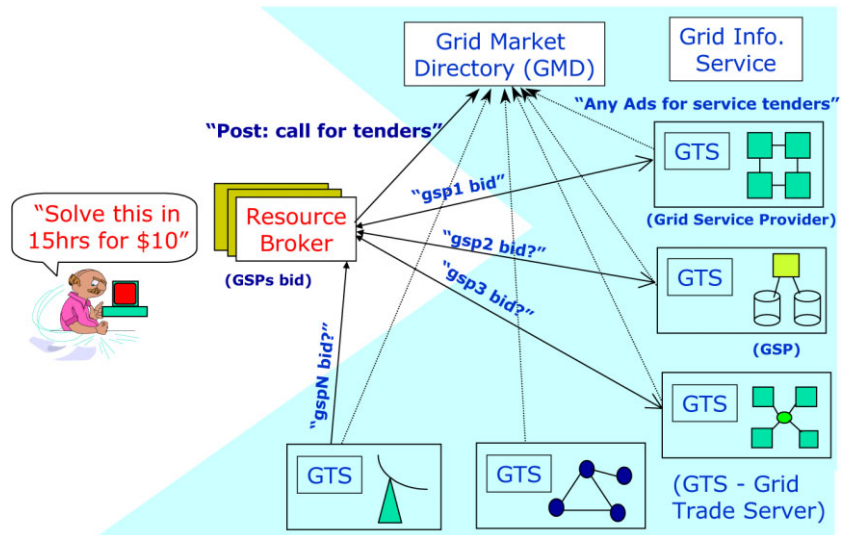 Grid Market
Directory (GMD)
Grid Info.
Service
“Any Ads for service tenders”
“Post: call for tenders”
GTS
“gsp1 bid”
(Grid Service Provider)
“Solve this in
15hrs for $10”
Resource
Broker
(GSPs bid)
“gsp2 bid?”
“gsp3 bid?”
GTS
(GSP)
“gspN bid?”
GTS
GTS
GTS
(GTS - Grid
Trade Server)